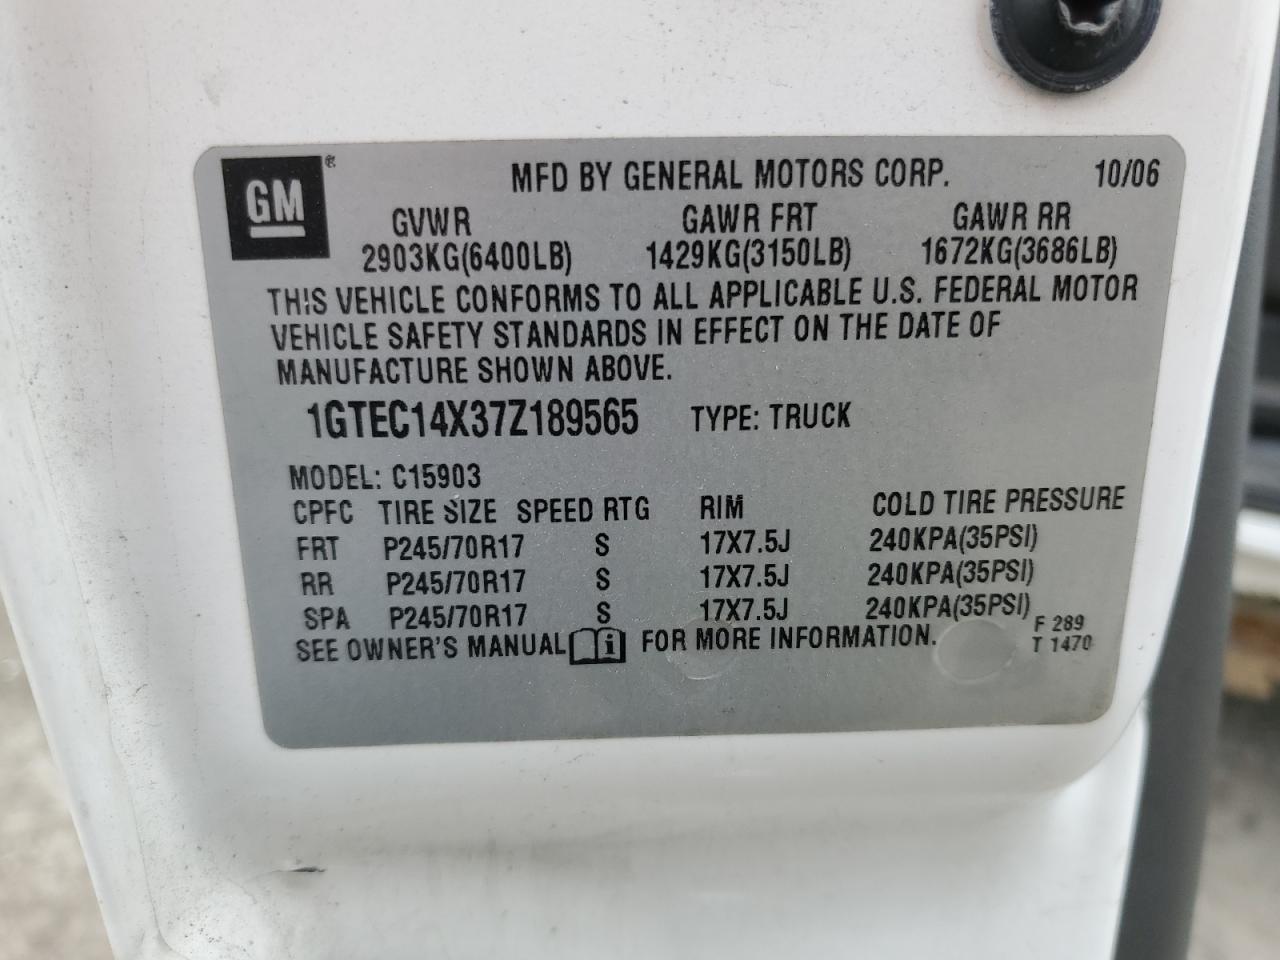 GM ®
MFD BY GENERAL MOTORS CORP. 10/06
GVWR GAWR FRT GAWR RR
2903KG(6400LB) 1429KG(3150LB) 1672KG(3686LB)
THIS VEHICLE CONFORMS TO ALL APPLICABLE U.S. FEDERAL MOTOR
VEHICLE SAFETY STANDARDS IN EFFECT ON THE DATE OF
MANUFACTURE SHOWN ABOVE.
1GTEC14X37Z189565 TYPE: TRUCK
MODEL: C15903
CPFC TIRE SIZE SPEED RTG RIM COLD TIRE PRESSURE
FRT P245/70R17 S 17X7.5J 240KPA(35PSI)
RR P245/70R17 S 17X7.5J 240KPA(35PSI)
SPA P245/70R17 S 17X7.5J 240KPA(35PSI)
SEE OWNER'S MANUAL i FOR MORE INFORMATION.
F 289
T 1470